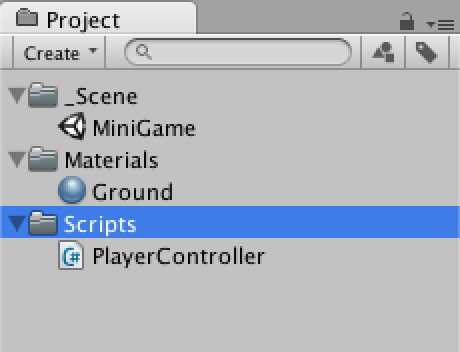 Project
Create
_Scene
MiniGame
Materials
Ground
Scripts
C#
PlayerController